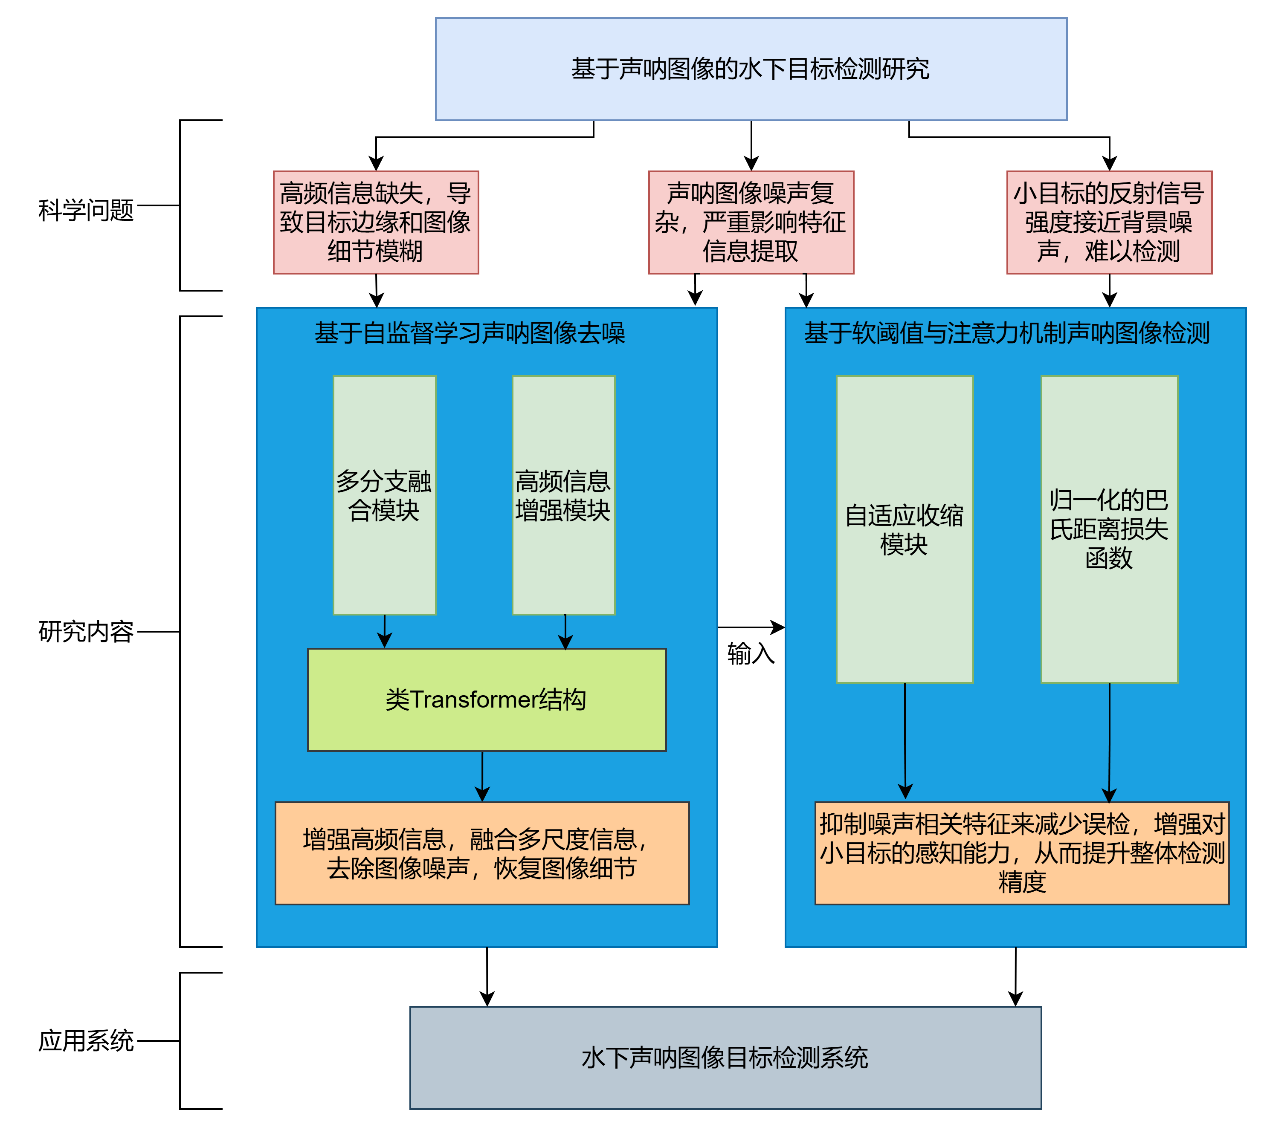 基于声呐图像的水下目标检测研究
科学问题
高频信息缺失，导
致目标边缘和图像
细节模糊
声呐图像噪声复
杂，严重影响特征
信息提取
小目标的反射信号
强度接近背景噪
声，难以检测
研究内容
基于自监督学习声呐图像去噪
多分支融
合模块
高频信息
增强模块
类Transformer结构
增强高频信息，融合多尺度信息，
去除图像噪声，恢复图像细节
输入
基于软阈值与注意力机制声呐图像检测
自适应收缩
模块
归一化的巴
氏距离损失
函数
抑制噪声相关特征来减少误检，增强对
小目标的感知能力，从而提升整体检测
精度
应用系统
水下声呐图像目标检测系统